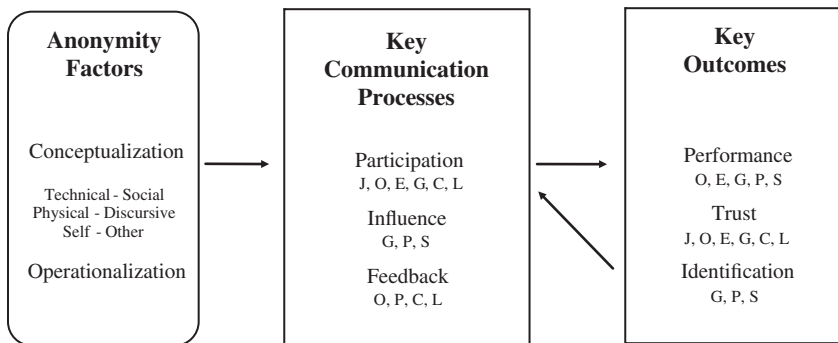 Anonymity
Factors
Conceptualization
Technical - Social
Physical - Discursive
Self - Other
Operationalization
Key
Communication
Processes
Participation
J, O, E, G, C, L
Influence
G, P, S
Feedback
O, P, C, L
Key
Outcomes
Performance
O, E, G, P, S
Trust
J, O, E, G, C, L
Identification
G, P, S